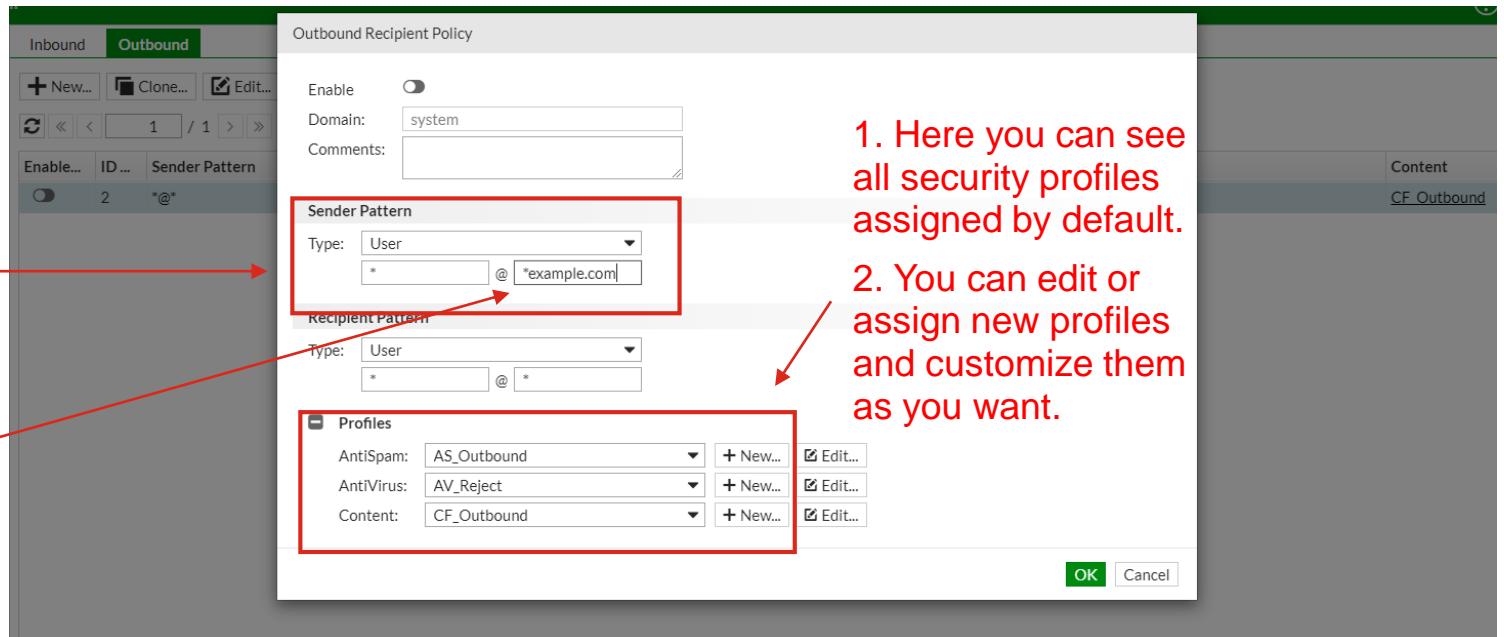 Inbound
Outbound
New...
Clone...
Edit...
1 / 1
Enable...
ID ...
Sender Pattern
Content
2
*@*
CF_Outbound
Outbound Recipient Policy
Enable
Domain:
system
Comments:
Sender Pattern
Type:
User
* @ *example.com
Recipient Pattern
Type:
User
* @ *
Profiles
AntiSpam:
AS_Outbound
New...
Edit...
AntiVirus:
AV_Reject
New...
Edit...
Content:
CF_Outbound
New...
Edit...
OK
Cancel
1. Here you can see
all security profiles
assigned by default.
2. You can edit or
assign new profiles
and customize them
as you want.